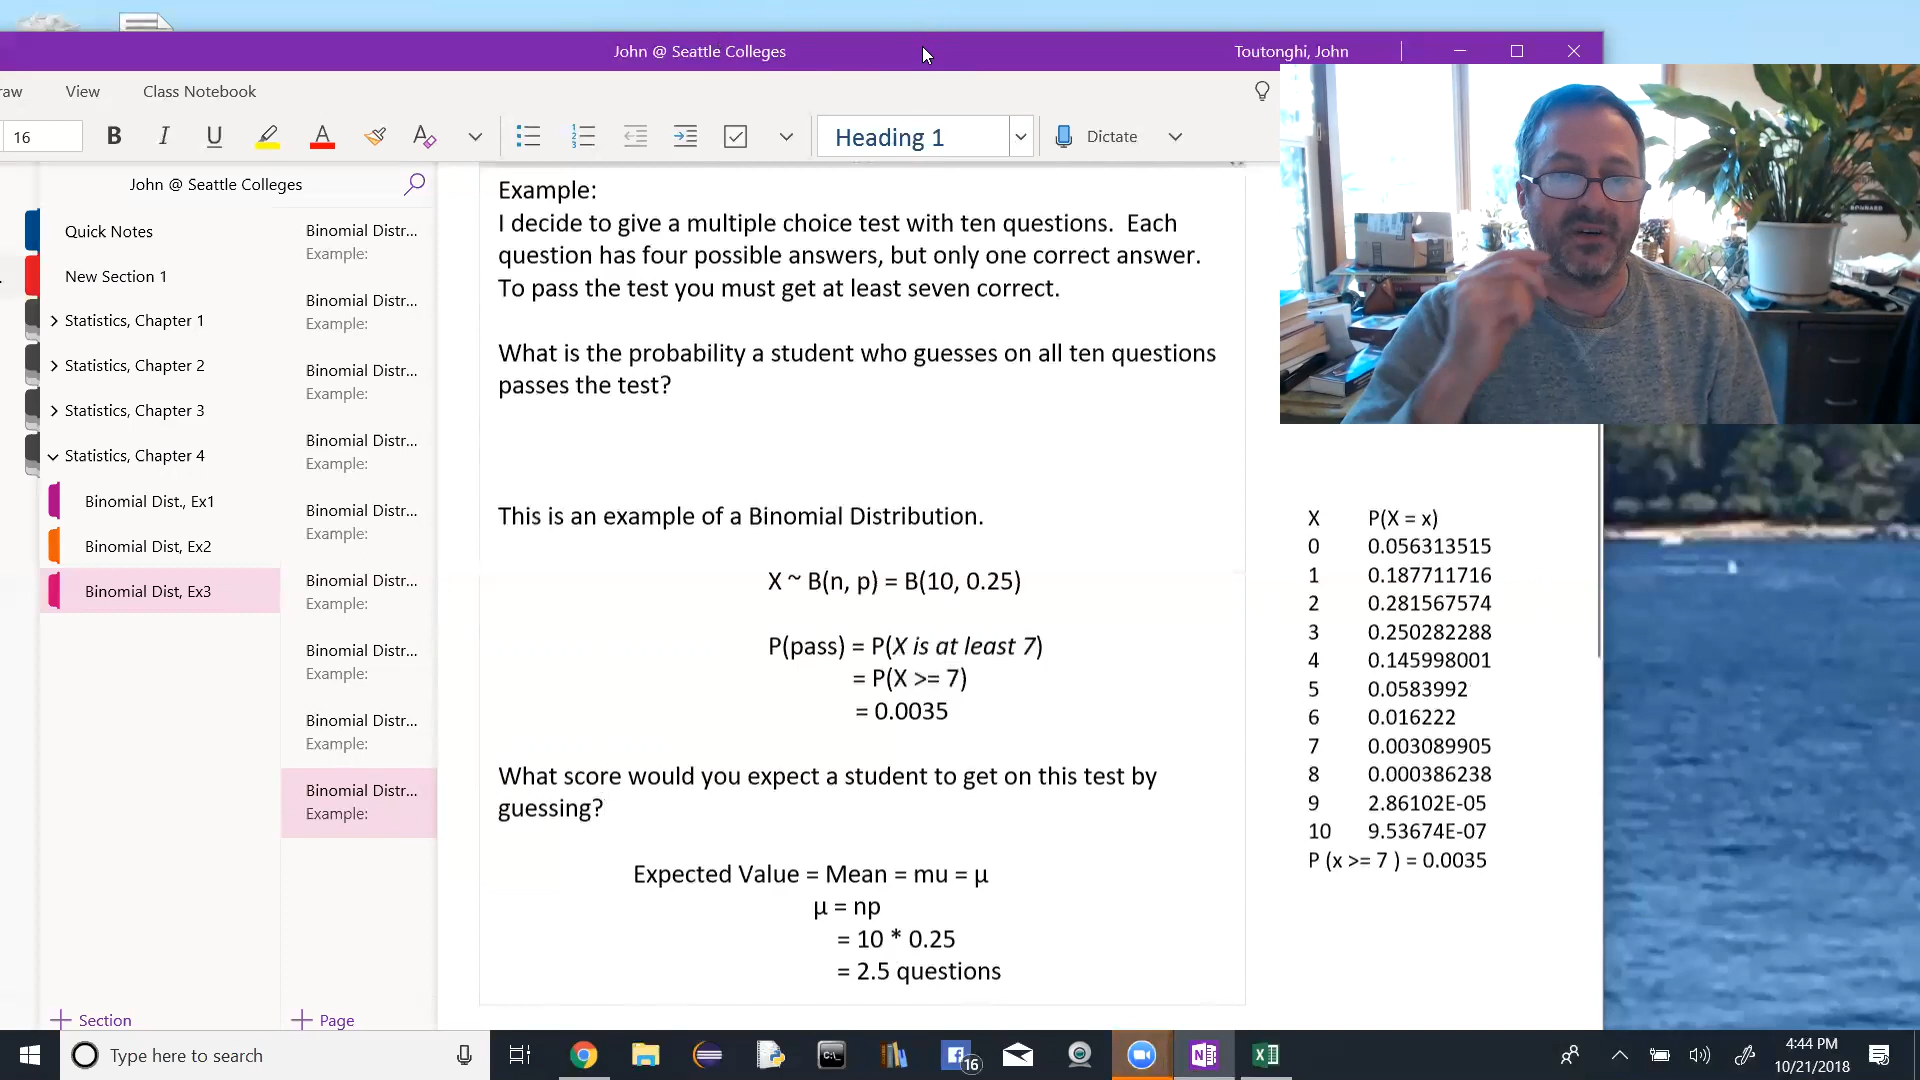 John @ Seattle Colleges
Toutonghi, John
raw
View
Class Notebook
16
B
I
U
A
A
Heading 1
Dictate
John @ Seattle Colleges
Quick Notes
New Section 1
Statistics, Chapter 1
Statistics, Chapter 2
Statistics, Chapter 3
Statistics, Chapter 4
Binomial Dist., Ex1
Binomial Dist, Ex2
Binomial Dist, Ex3
Section
Binomial Distr...
Example:
Binomial Distr...
Example:
Binomial Distr...
Example:
Binomial Distr...
Example:
Binomial Distr...
Example:
Binomial Distr...
Example:
Binomial Distr...
Example:
Binomial Distr...
Example:
Binomial Distr...
Example:
Page
Example:
I decide to give a multiple choice test with ten questions. Each
question has four possible answers, but only one correct answer.
To pass the test you must get at least seven correct.
What is the probability a student who guesses on all ten questions
passes the test?
This is an example of a Binomial Distribution.
X ~ B(n, p) = B(10, 0.25)
P(pass) = P(X is at least 7)
= P(X >= 7)
= 0.0035
What score would you expect a student to get on this test by
guessing?
Expected Value = Mean = mu = μ
μ = np
= 10 * 0.25
= 2.5 questions
X P(X = x)
0 0.056313515
1 0.187711716
2 0.281567574
3 0.250282288
4 0.145998001
5 0.0583992
6 0.016222
7 0.003089905
8 0.000386238
9 2.86102E-05
10 9.53674E-07
P (x >= 7 ) = 0.0035
Type here to search
16
4:44 PM
10/21/2018